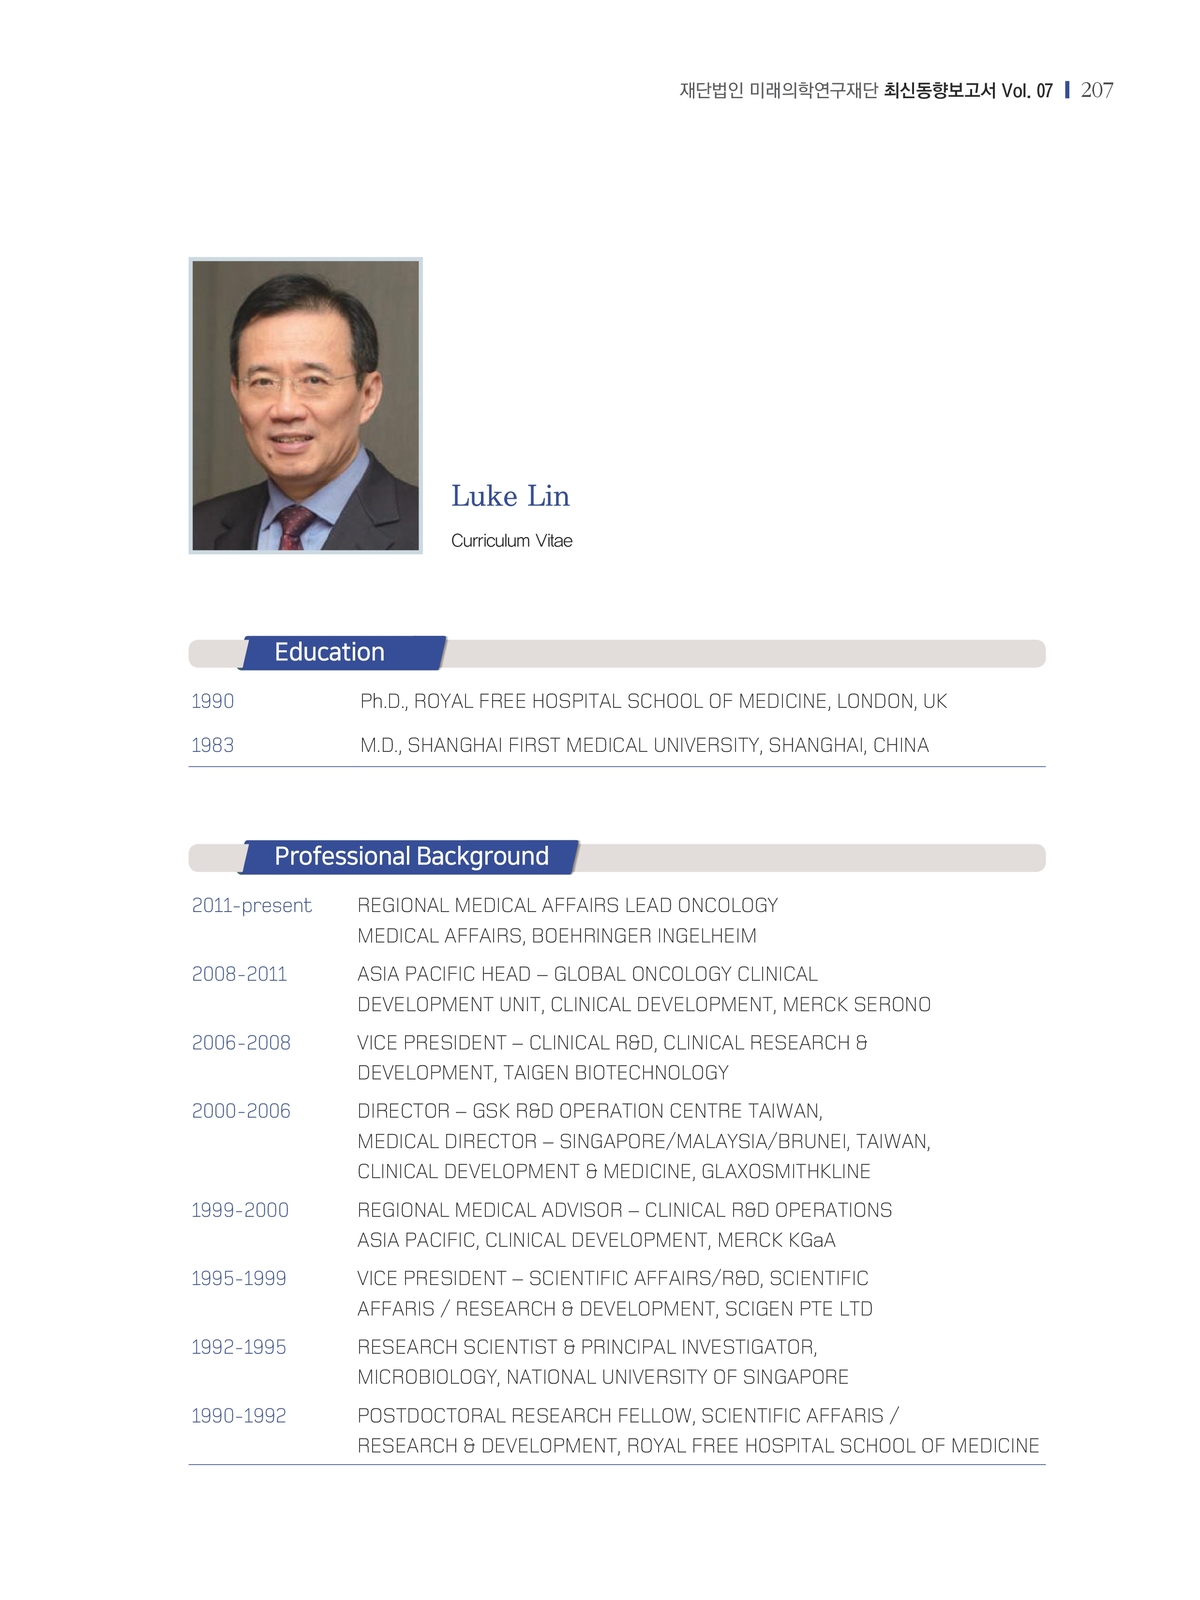 재단법인 미래의학연구재단 최신동향보고서 Vol. 07 207
Luke Lin
Curriculum Vitae
Education
1990 Ph.D., ROYAL FREE HOSPITAL SCHOOL OF MEDICINE, LONDON, UK
1983 M.D., SHANGHAI FIRST MEDICAL UNIVERSITY, SHANGHAI, CHINA
Professional Background
2011-present REGIONAL MEDICAL AFFAIRS LEAD ONCOLOGY
MEDICAL AFFAIRS, BOEHRINGER INGELHEIM
2008-2011 ASIA PACIFIC HEAD – GLOBAL ONCOLOGY CLINICAL
DEVELOPMENT UNIT, CLINICAL DEVELOPMENT, MERCK SERONO
2006-2008 VICE PRESIDENT – CLINICAL R&D, CLINICAL RESEARCH &
DEVELOPMENT, TAIGEN BIOTECHNOLOGY
2000-2006 DIRECTOR – GSK R&D OPERATION CENTRE TAIWAN,
MEDICAL DIRECTOR – SINGAPORE/MALAYSIA/BRUNEI, TAIWAN,
CLINICAL DEVELOPMENT & MEDICINE, GLAXOSMITHKLINE
1999-2000 REGIONAL MEDICAL ADVISOR – CLINICAL R&D OPERATIONS
ASIA PACIFIC, CLINICAL DEVELOPMENT, MERCK KGaA
1995-1999 VICE PRESIDENT – SCIENTIFIC AFFAIRS/R&D, SCIENTIFIC
AFFARIS / RESEARCH & DEVELOPMENT, SCIGEN PTE LTD
1992-1995 RESEARCH SCIENTIST & PRINCIPAL INVESTIGATOR,
MICROBIOLOGY, NATIONAL UNIVERSITY OF SINGAPORE
1990-1992 POSTDOCTORAL RESEARCH FELLOW, SCIENTIFIC AFFARIS /
RESEARCH & DEVELOPMENT, ROYAL FREE HOSPITAL SCHOOL OF MEDICINE